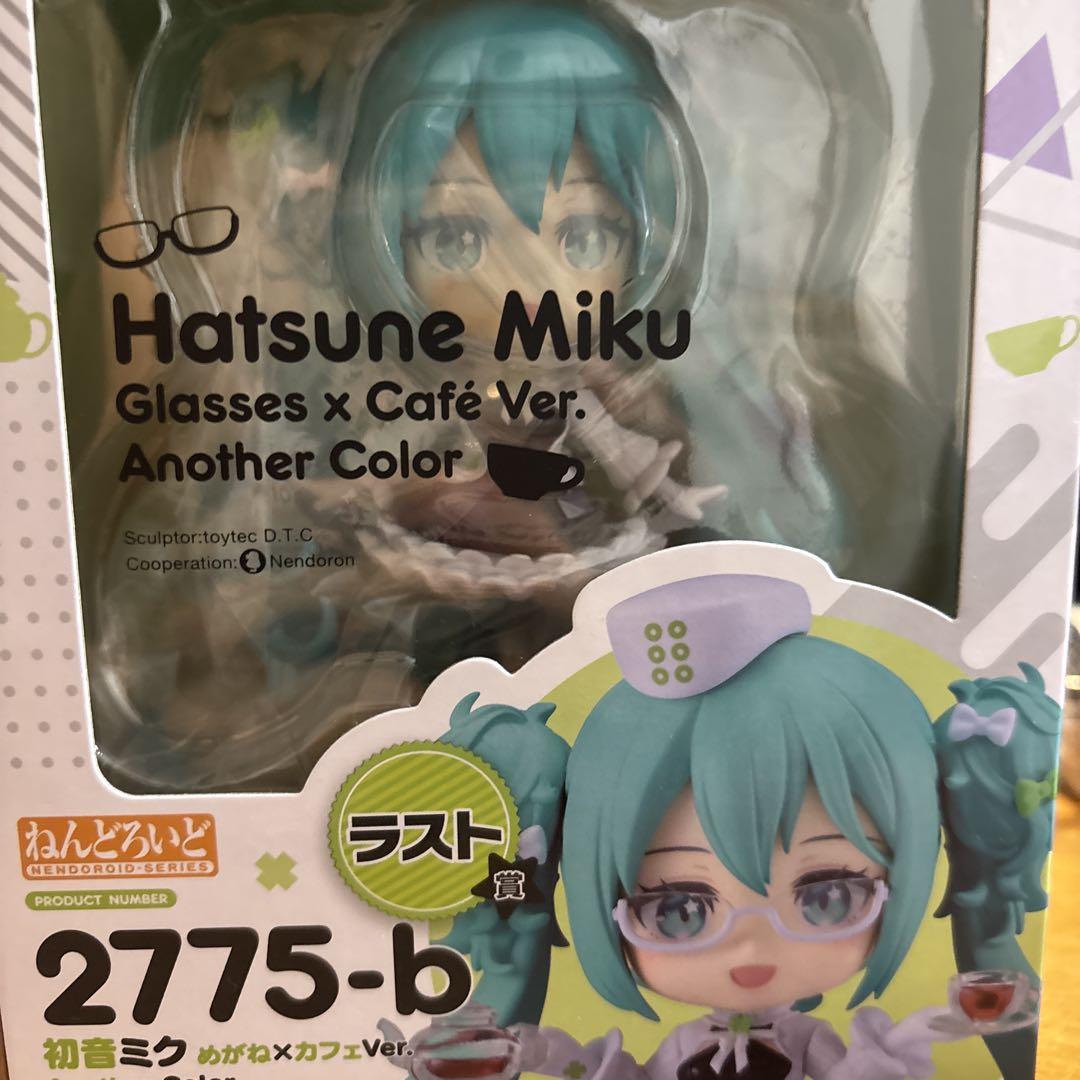 Hatsune Miku
Glasses x Café Ver.
Another Color
Sculptor:toytec D.T.C
Cooperation: Nendoron
ラスト
賞
ねんどろいど
NENDOROID-SERIES
PRODUCT NUMBER
2775-b
初音ミク めがね×カフェVer.
Another Color